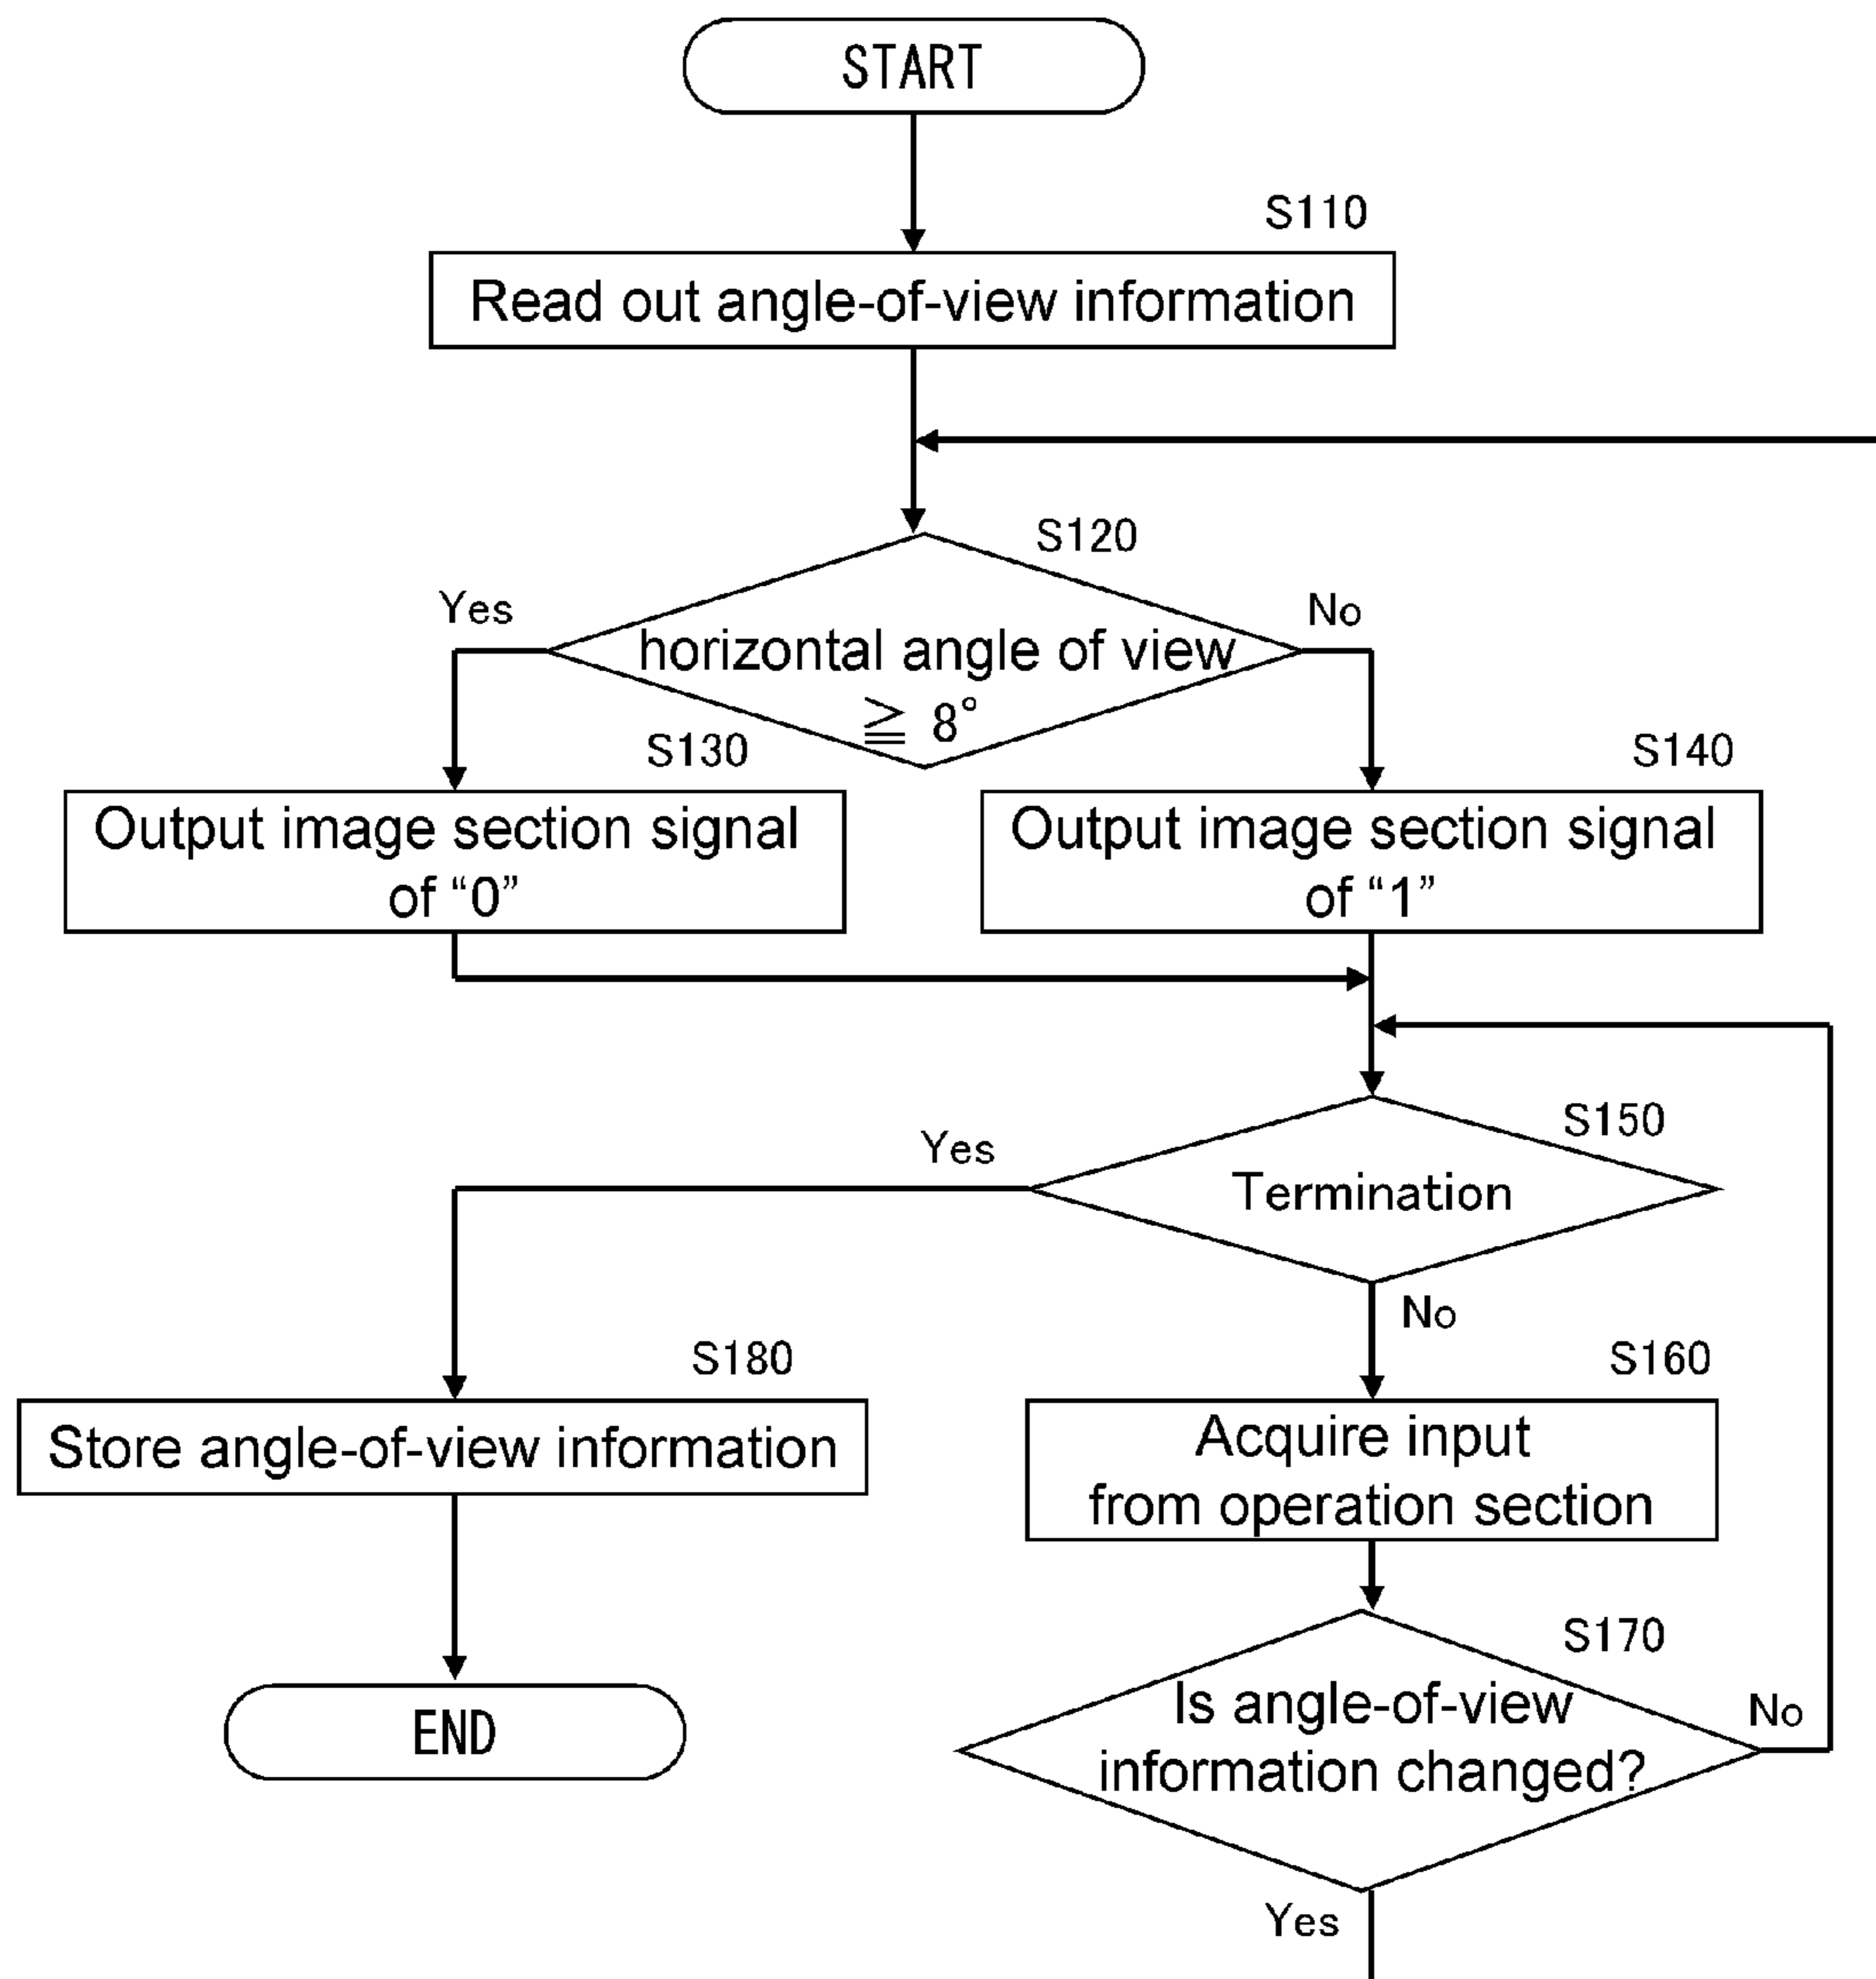 START
S110
Read out angle-of-view information
S120
Yes
No
horizontal angle of view
≧ 8°
S130
S140
Output image section signal
of “0”
Output image section signal
of “1”
S150
Yes
Termination
No
S180
S160
Store angle-of-view information
Acquire input
from operation section
S170
Is angle-of-view
information changed?
No
END
Yes